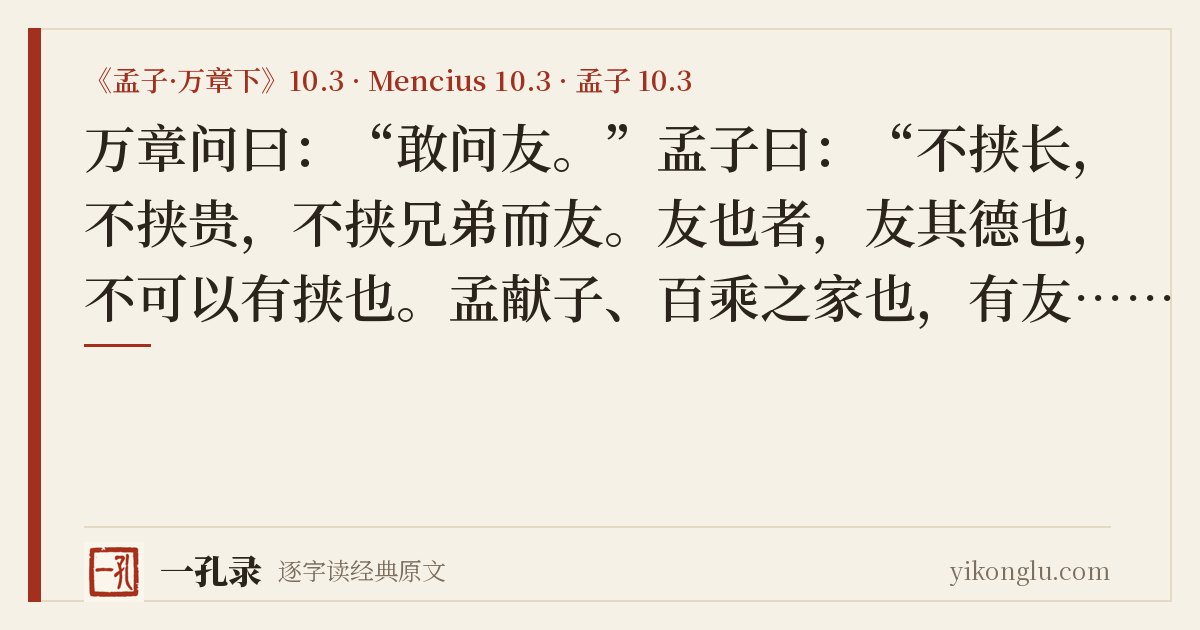 《孟子·万章下》10.3 · Mencius 10.3 · 孟子 10.3
万章问曰：“敢问友。”孟子曰：“不挟长，
不挟贵，不挟兄弟而友。友也者，友其德也，
不可以有挟也。孟献子、百乘之家也，有友……
一孔
一孔录 逐字读经典原文 yikonglu.com